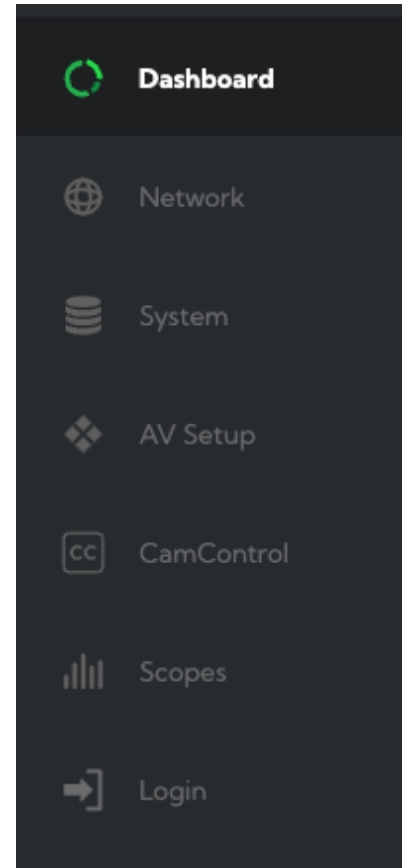 Dashboard
Network
System
AV Setup
CC CamControl
Scopes
Login